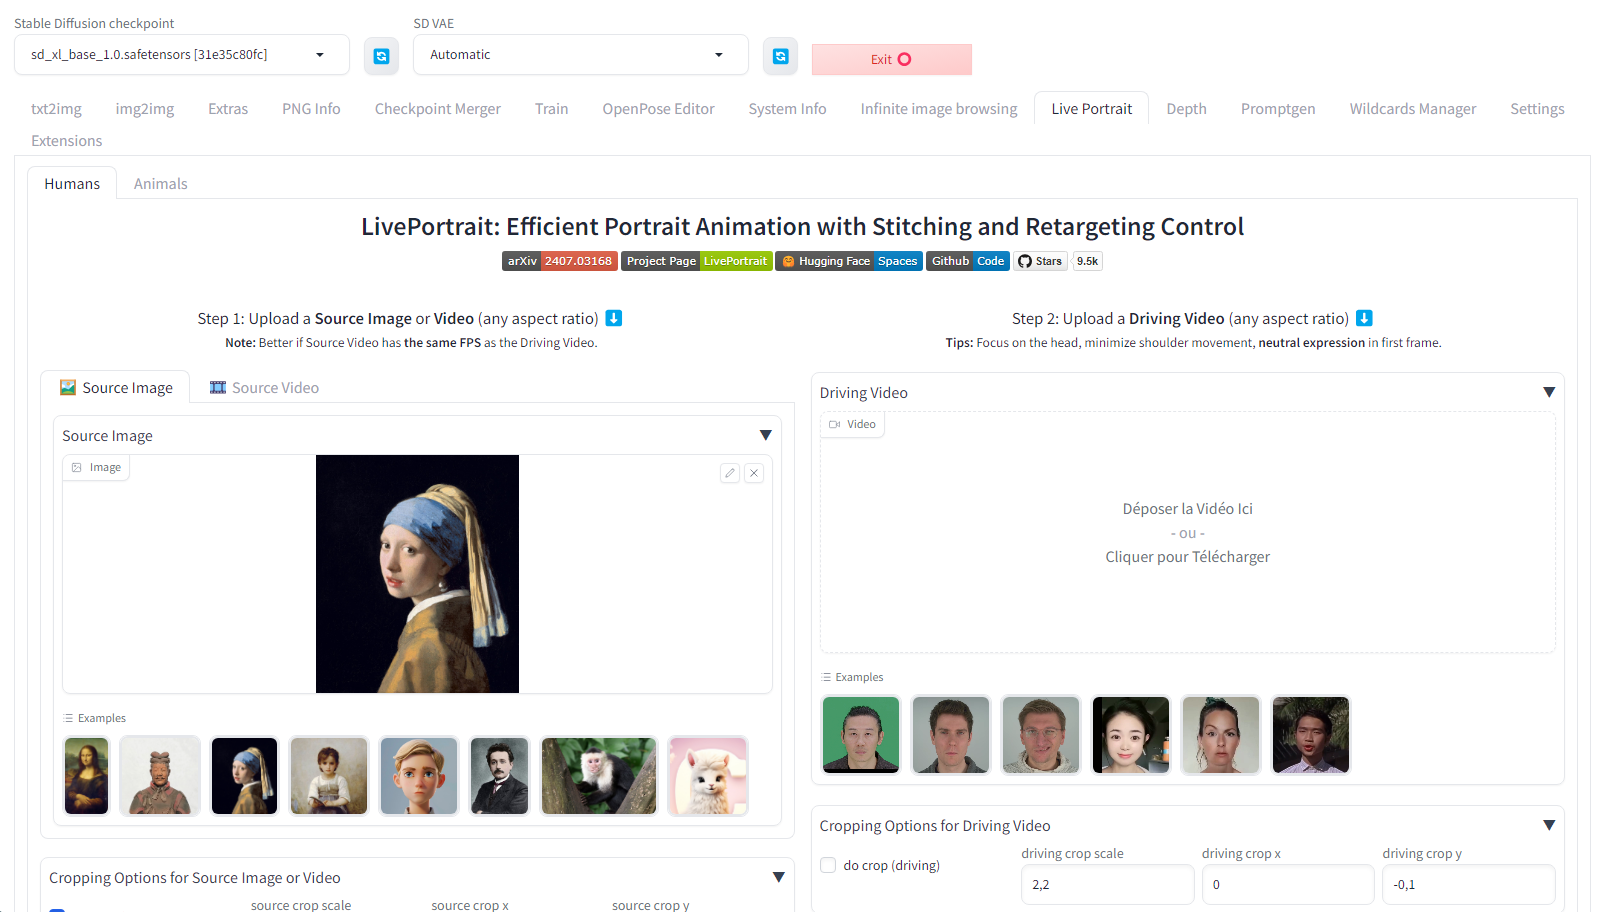 Stable Diffusion checkpoint
SD VAE
sd_xl_base_1.0.safetensors [31e35c80fc]
Automatic
Exit
txt2img img2img Extras PNG Info Checkpoint Merger Train OpenPose Editor System Info Infinite image browsing Live Portrait Depth Promptgen Wildcards Manager Settings
Extensions
Humans Animals
LivePortrait: Efficient Portrait Animation with Stitching and Retargeting Control
arXiv 2407.03168 Project Page LivePortrait Hugging Face Spaces Github Code Stars 9.5k
Step 1: Upload a Source Image or Video (any aspect ratio)
Note: Better if Source Video has the same FPS as the Driving Video.
Source Image Source Video
Source Image
Image
Examples
Cropping Options for Source Image or Video
source crop scale source crop x source crop y
Step 2: Upload a Driving Video (any aspect ratio)
Tips: Focus on the head, minimize shoulder movement, neutral expression in first frame.
Driving Video
Video
Déposer la Vidéo Ici
- ou -
Cliquer pour Télécharger
Examples
Cropping Options for Driving Video
do crop (driving)
driving crop scale driving crop x driving crop y
2,2 0 -0,1